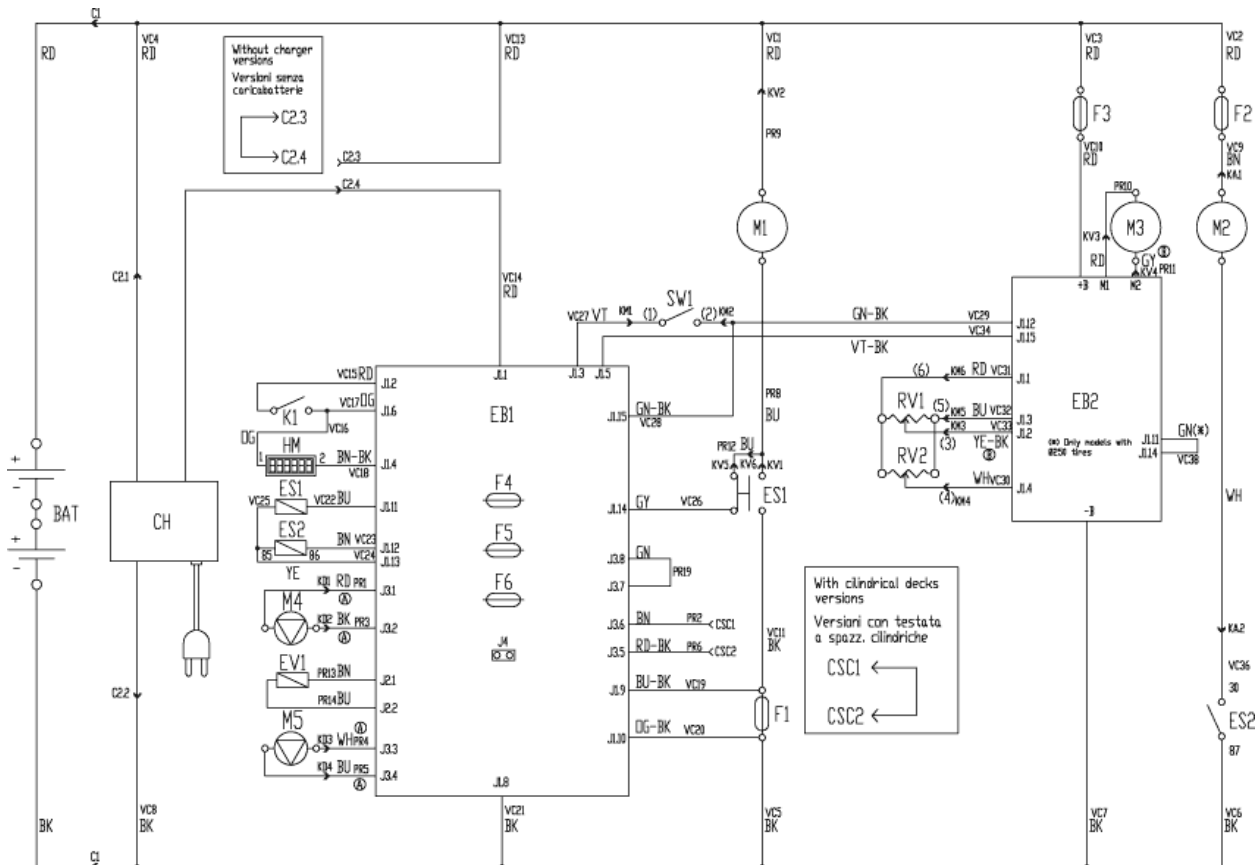 C1
RD
VC4
RD
VC13
RD
VC1
RD
VC3
RD
VC2
RD
Without charger
versions
Versioni senza
caricabatterie
C2.3
C2.4
C2.3
C2.4
KV2
PR9
F3
F2
VC10
RD
VC9
BN
KA1
M1
PR10
M3
M2
KV3
RD
GY
B
KV4
PR11
C2.1
VC14
RD
+B
M1
M2
VC27
VT
KM1
(1)
SW1
(2)
KM2
GN-BK
VC29
J1.12
VC34
J1.15
VT-BK
J1.1
J1.3
J1.5
VC15
RD
J1.2
VC17
OG
J1.6
K1
VC16
OG
HM
1
2
BN-BK
VC18
J1.4
EB1
GN-BK
VC28
J1.15
PR8
BU
(6)
KM6
RD
VC31
J1.1
RV1
(5)
KM5
BU
VC32
J1.3
KM3
VC33
J1.2
(3)
YE-BK
B
RV2
WH
VC30
J1.4
(4)
KM4
EB2
(*) Only models with
Ø250 tires
J1.11
J1.14
GN(*)
VC38
PR12
BU
KV5
KV6
KV1
ES1
VC25
VC22
BU
J1.11
F4
GY
VC26
J1.14
ES1
BAT
+
-
+
-
CH
ES2
BN
VC23
J1.12
85
86
VC24
J1.13
YE
F5
F6
GN
J3.8
J3.7
PR19
-B
WH
KD1
RD
PR1
J3.1
A
M4
KD2
BK
PR3
J3.2
A
J4
BN
PR2
CSC1
J3.6
RD-BK
PR6
CSC2
J3.5
VC11
BK
With cilindrical decks
versions
Versioni con testata
a spazz. cilindriche
CSC1
CSC2
EV1
PR13
BN
J2.1
PR14
BU
J2.2
BU-BK
VC19
J1.9
F1
OG-BK
VC20
J1.10
A
M5
KD3
WH
PR4
J3.3
KD4
BU
PR5
J3.4
A
C2.2
KA2
VC36
30
ES2
87
J1.8
BK
VC8
BK
VC21
BK
VC5
BK
VC7
BK
VC6
BK
C1